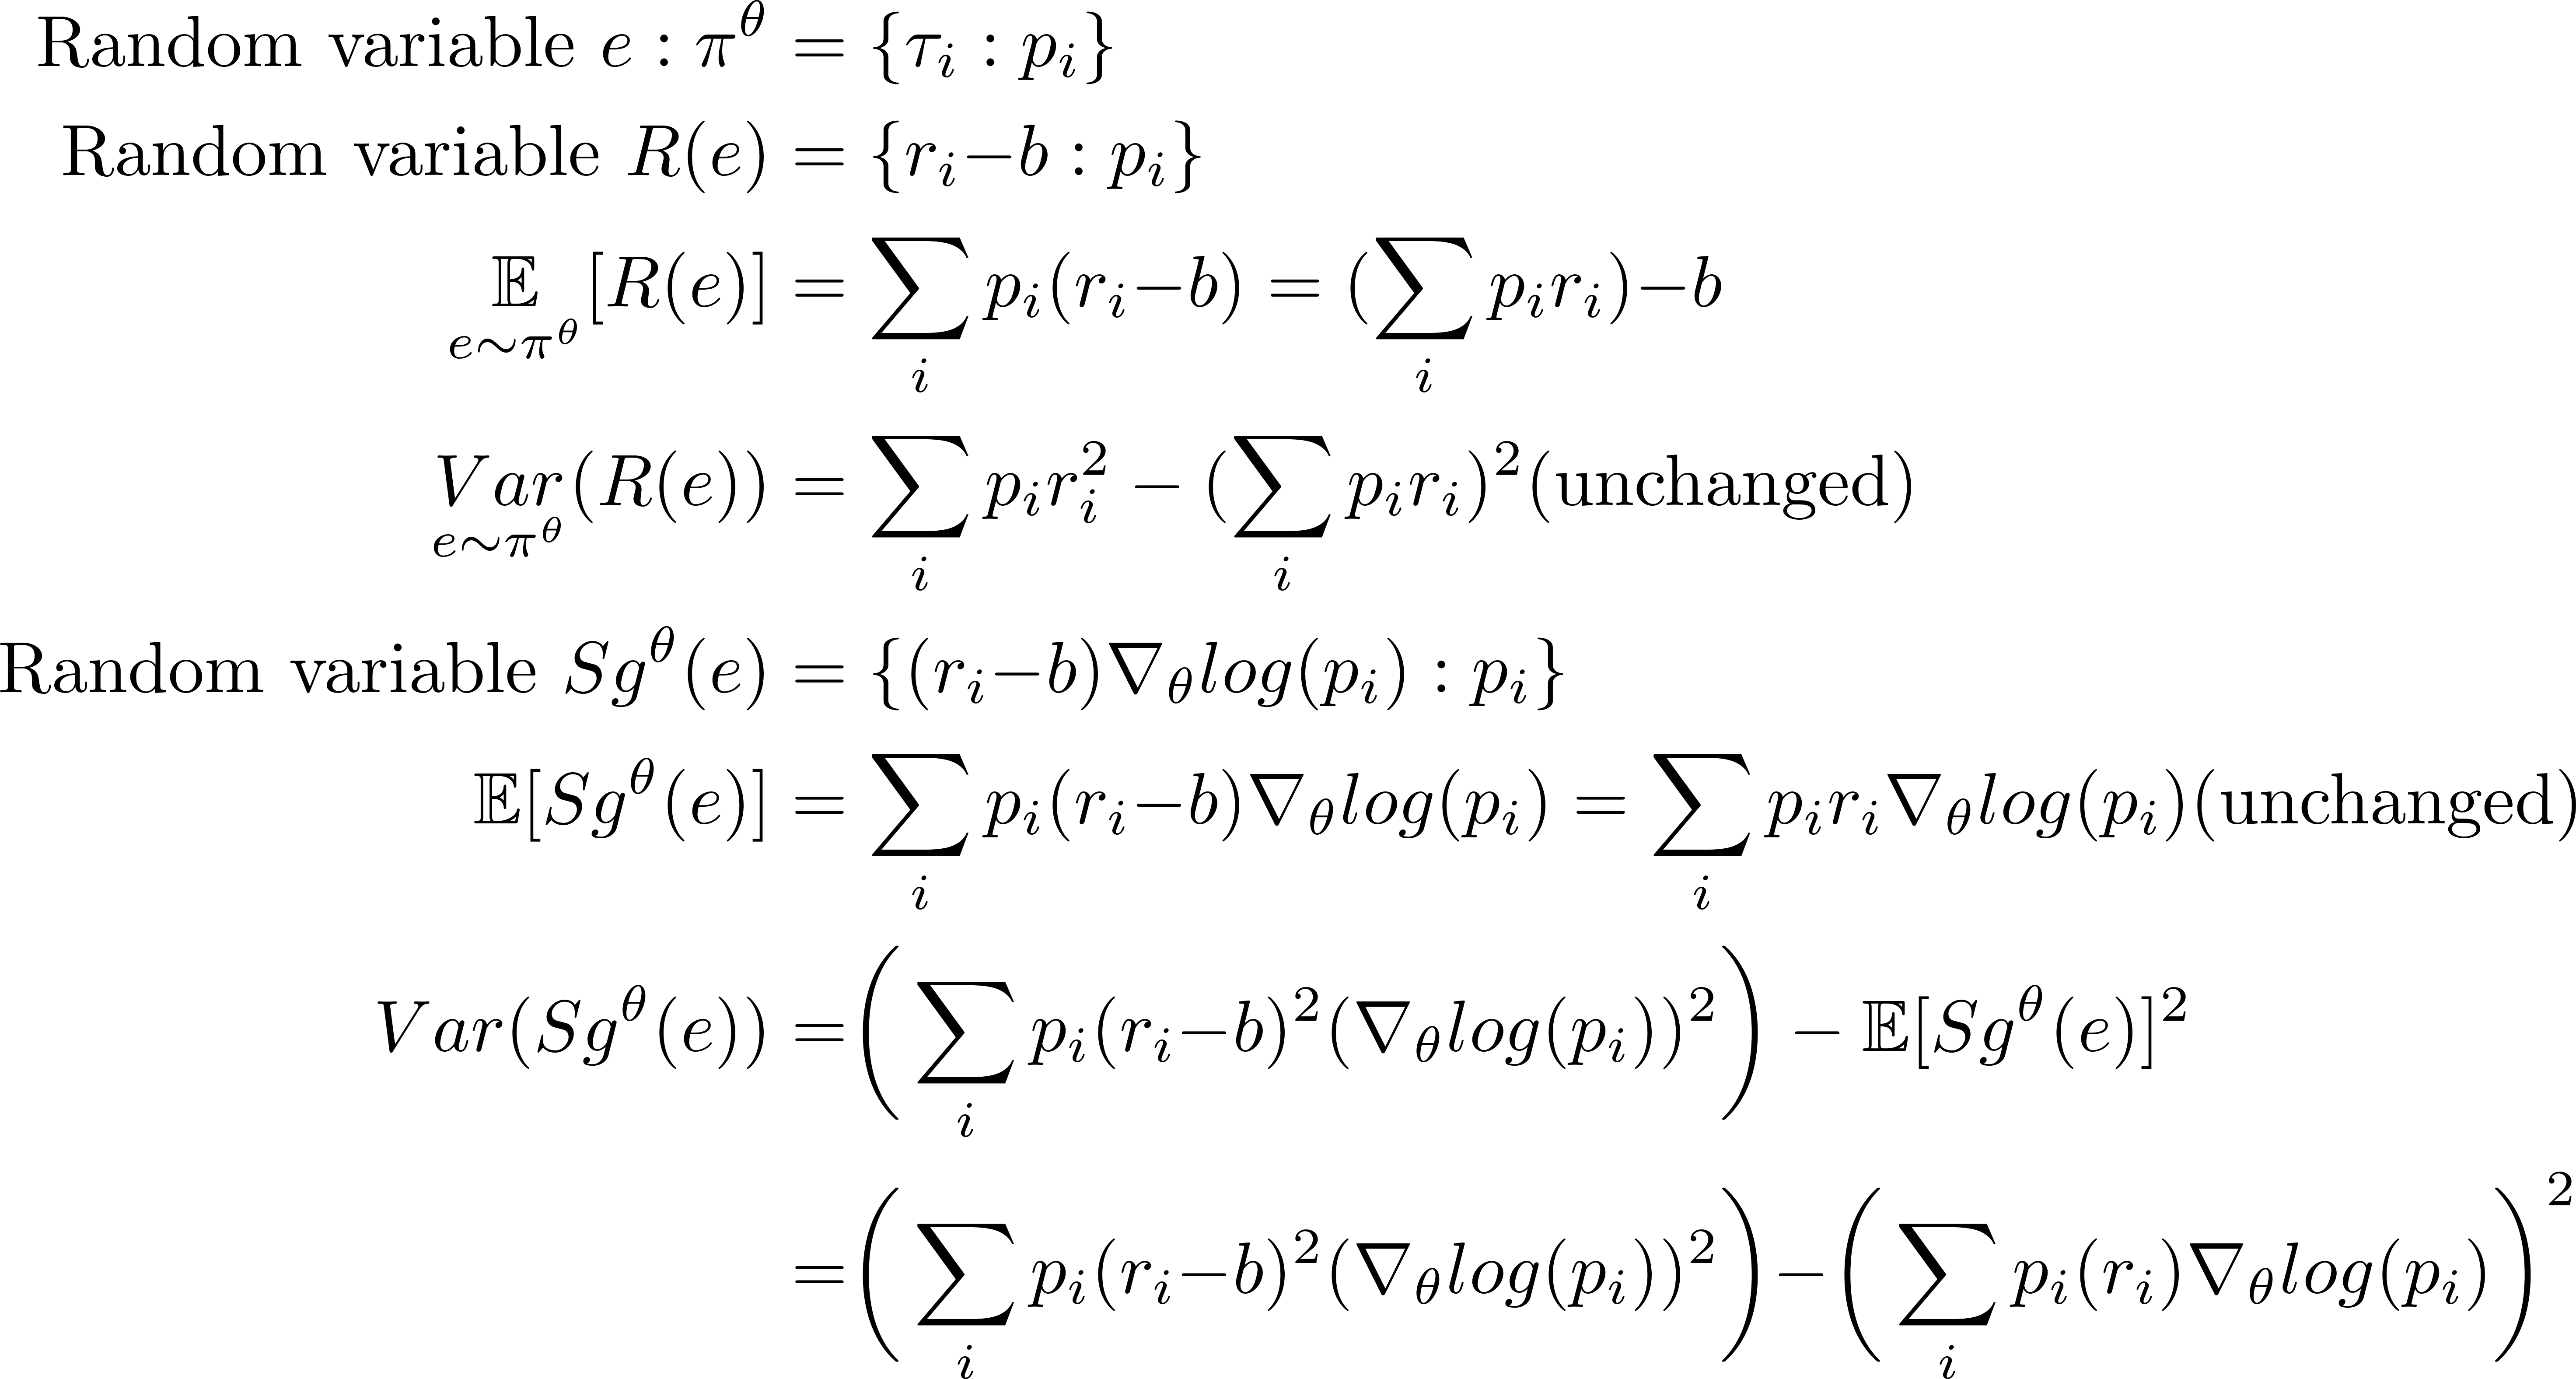 Random variable e : π^θ = {τ_i : p_i}
Random variable R(e) = {r_i−b : p_i}
𝔼_{e∼π^θ} [R(e)] = ∑_i p_i(r_i−b) = (∑_i p_i r_i)−b
Var_{e∼π^θ}(R(e)) = ∑_i p_i r_i^2 − (∑_i p_i r_i)^2(unchanged)
Random variable Sg^θ(e) = {(r_i−b)∇_θ log(p_i) : p_i}
𝔼[Sg^θ(e)] = ∑_i p_i(r_i−b)∇_θ log(p_i) = ∑_i p_i r_i ∇_θ log(p_i)(unchanged)
Var(Sg^θ(e)) = (∑_i p_i(r_i−b)^2(∇_θ log(p_i))^2) − 𝔼[Sg^θ(e)]^2
= (∑_i p_i(r_i−b)^2(∇_θ log(p_i))^2) − (∑_i p_i(r_i)∇_θ log(p_i))^2